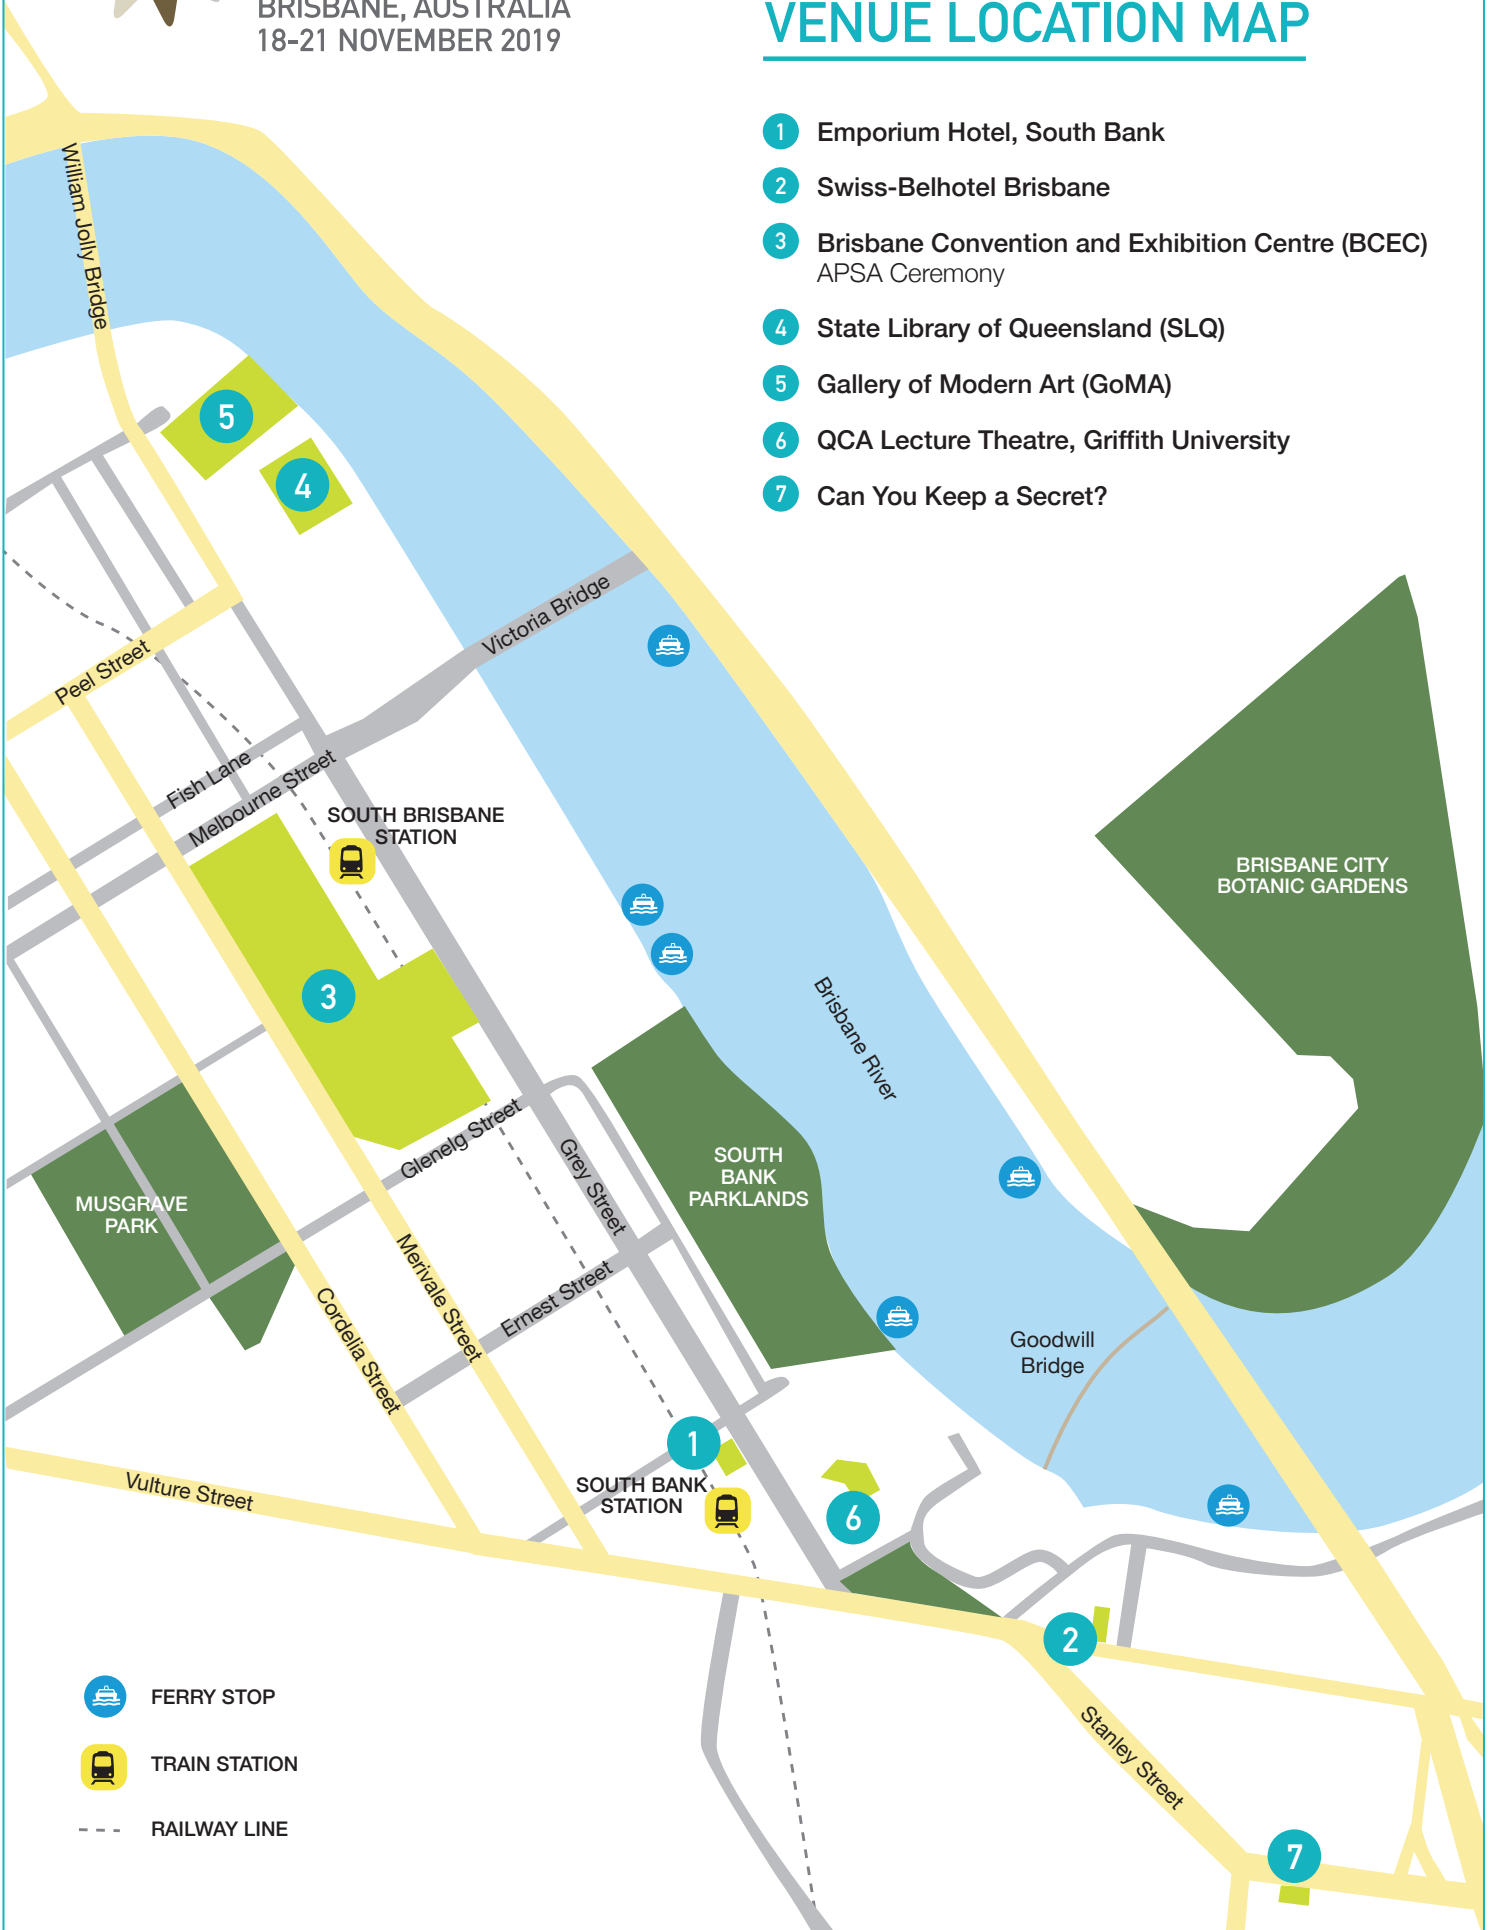 BRISBANE, AUSTRALIA
18-21 NOVEMBER 2019
VENUE LOCATION MAP
1 Emporium Hotel, South Bank
2 Swiss-Belhotel Brisbane
3 Brisbane Convention and Exhibition Centre (BCEC)
APSA Ceremony
4 State Library of Queensland (SLQ)
5 Gallery of Modern Art (GoMA)
6 QCA Lecture Theatre, Griffith University
7 Can You Keep a Secret?
William Jolly Bridge
5
4
Victoria Bridge
Peel Street
Fish Lane
Melbourne Street
SOUTH BRISBANE
STATION
BRISBANE CITY
BOTANIC GARDENS
3
Brisbane River
Glenelg Street
Grey Street
SOUTH
BANK
PARKLANDS
MUSGRAVE
PARK
Merivale Street
Ernest Street
Cordelia Street
Goodwill
Bridge
1
SOUTH BANK
STATION
Vulture Street
6
2
Stanley Street
7
FERRY STOP
TRAIN STATION
RAILWAY LINE